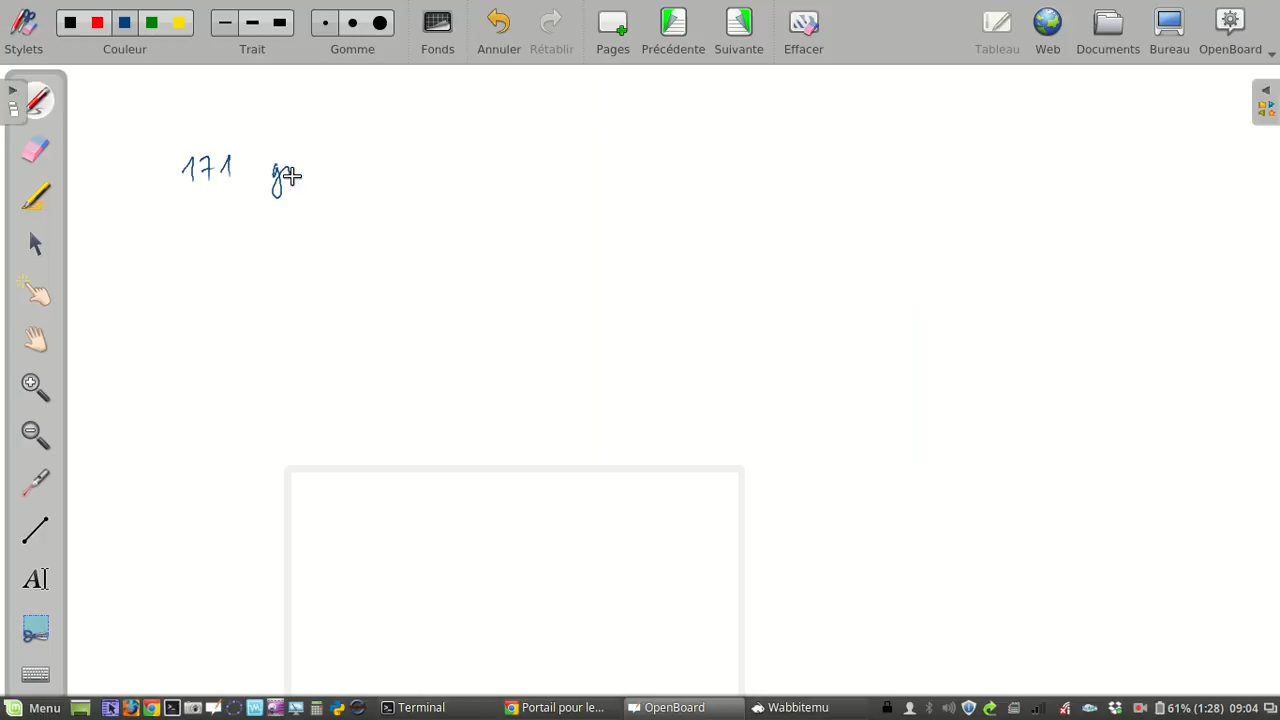 Stylets Couleur Trait Gomme Fonds Annuler Rétablir Pages Précédente Suivante Effacer Tableau Web Documents Bureau OpenBoard
171 g
A
Menu Terminal Portail pour le... OpenBoard Wabbitemu 61% (1:28) 09:04